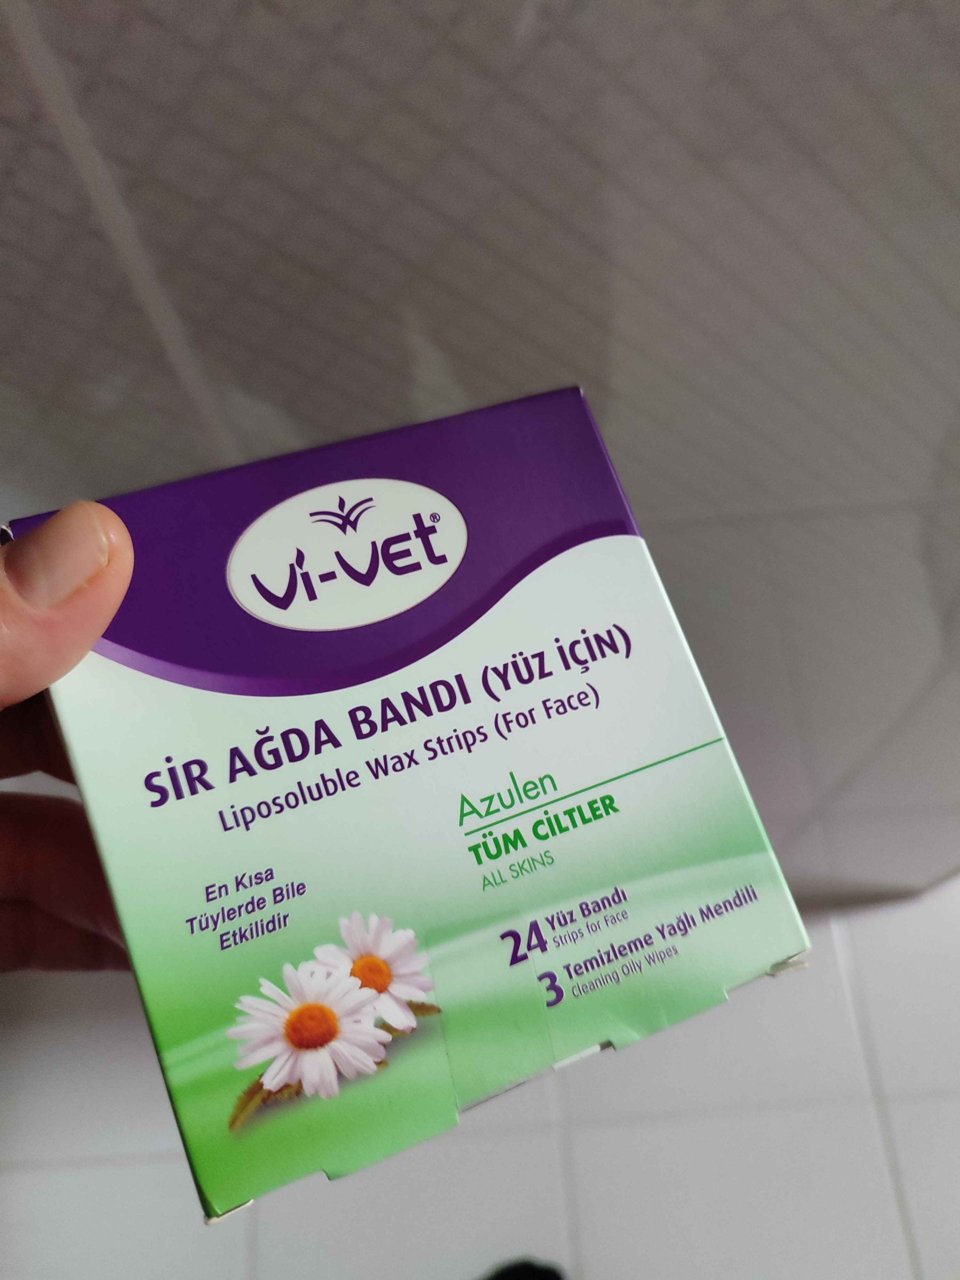 Vi-VEt®
SİR AĞDA BANDI (YÜZ İÇİN)
Liposoluble Wax Strips (For Face)
Azulen
TÜM CİLTLER
ALL SKINS
En Kısa
Tüylerde Bile
Etkilidir
24 Yüz Bandı
Strips for Face
3 Temizleme Yağlı Mendili
Cleaning Oily Wipes